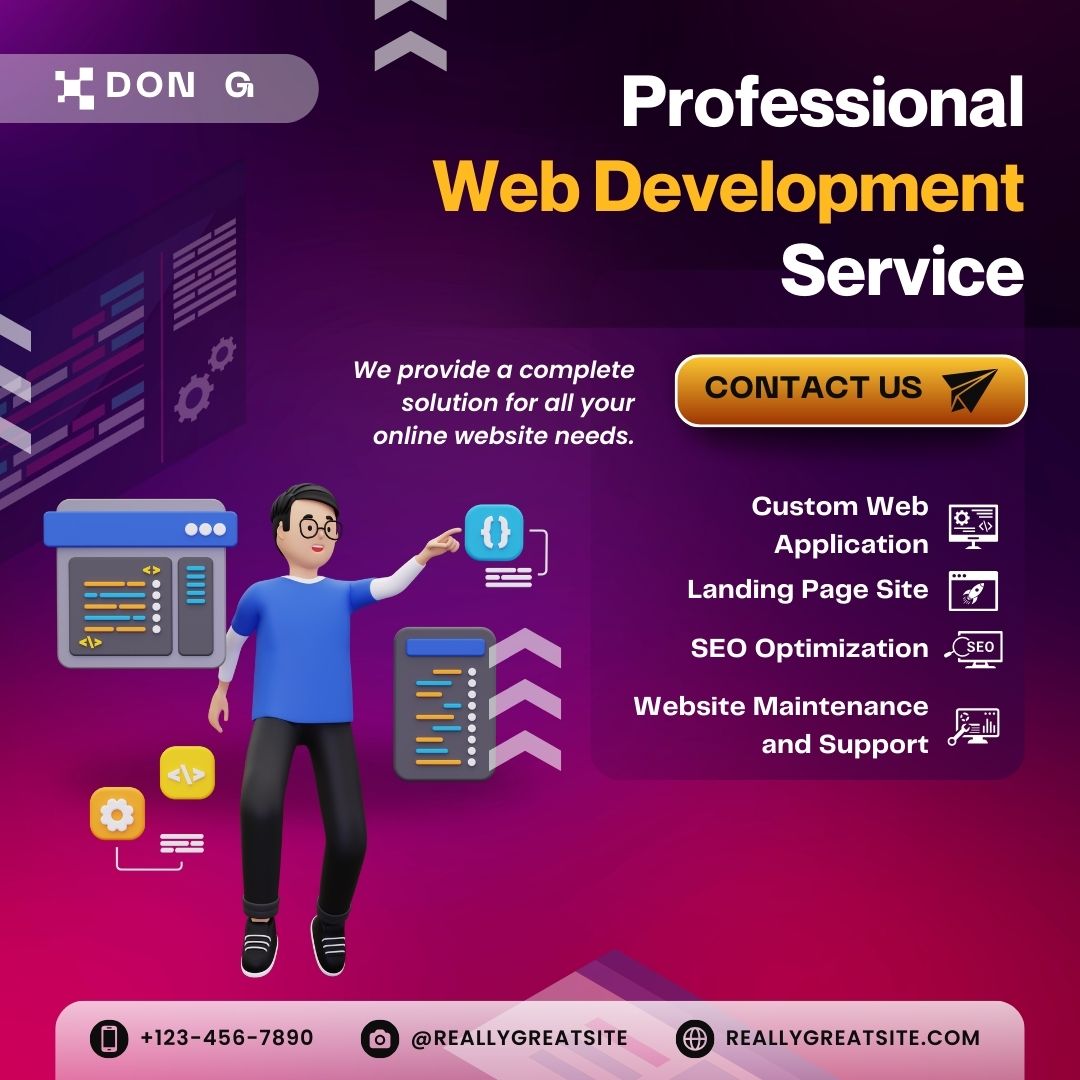 DON G
Professional
Web Development
Service
We provide a complete
solution for all your
online website needs.
CONTACT US
Custom Web
Application
Landing Page Site
SEO Optimization
SEO
Website Maintenance
and Support
+123-456-7890
@REALLYGREATSITE
REALLYGREATSITE.COM